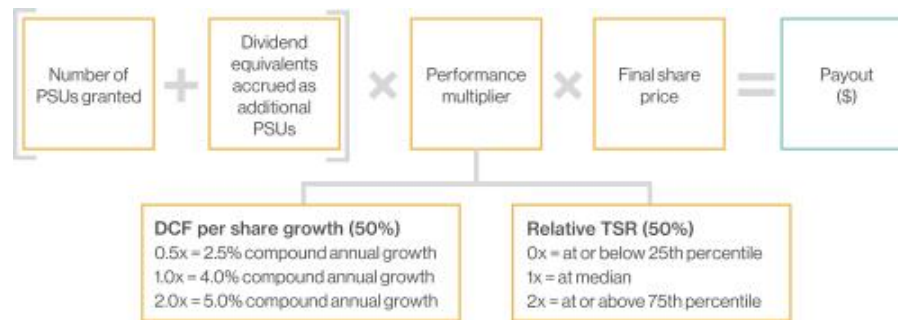 Number of
PSUs granted
+
Dividend
equivalents
accrued as
additional
PSUs
×
Performance
multiplier
×
Final share
price
=
Payout
($)
DCF per share growth (50%)
0.5x = 2.5% compound annual growth
1.0x = 4.0% compound annual growth
2.0x = 5.0% compound annual growth
Relative TSR (50%)
0x = at or below 25th percentile
1x = at median
2x = at or above 75th percentile